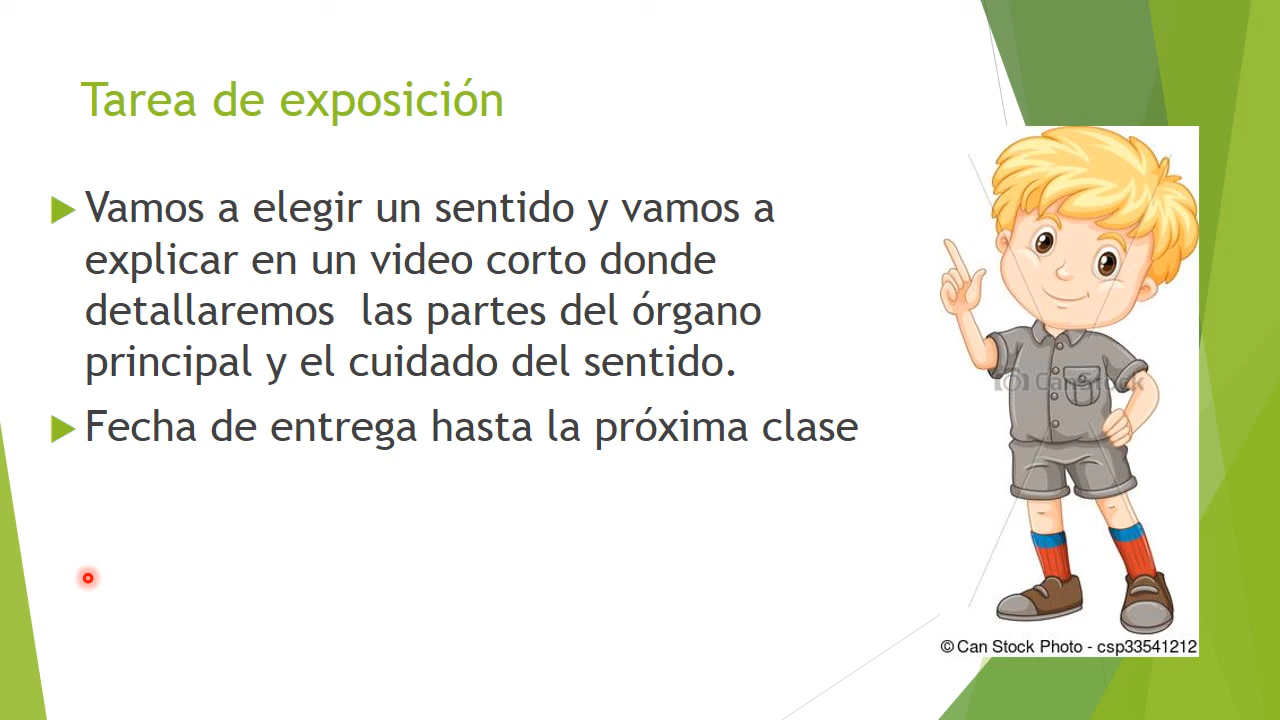 Tarea de exposición
Vamos a elegir un sentido y vamos a
explicar en un video corto donde
detallaremos  las partes del órgano
principal y el cuidado del sentido.
Fecha de entrega hasta la próxima clase
CanStock
© Can Stock Photo - csp33541212